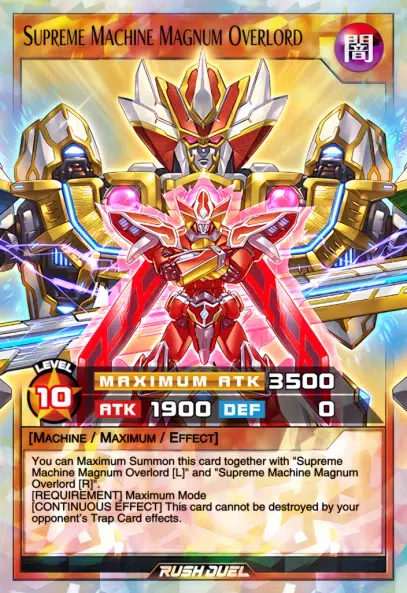 Supreme Machine Magnum Overlord
闇
LEVEL
10
MAXIMUM ATK 3500
ATK 1900 DEF 0
[Machine / Maximum / Effect]
You can Maximum Summon this card together with "Supreme
Machine Magnum Overlord [L]" and "Supreme Machine Magnum
Overlord [R]".
[REQUIREMENT] Maximum Mode
[CONTINUOUS EFFECT] This card cannot be destroyed by your
opponent's Trap Card effects.
RUSH DUEL